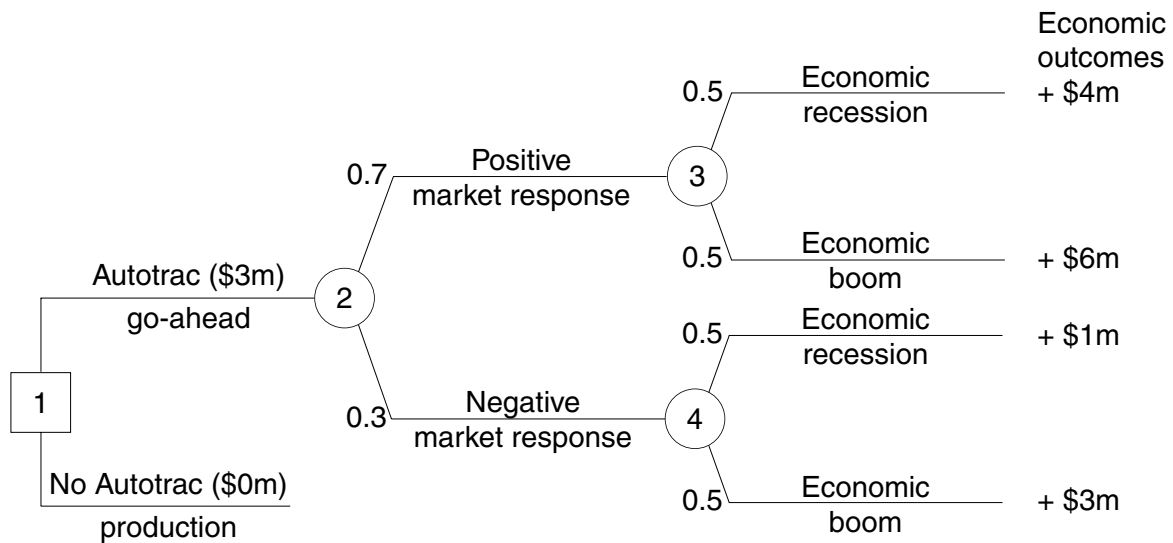 Economic
outcomes
Economic
0.5
+ $4m
recession
Positive
0.7
3
market response
Economic
0.5
+ $6m
boom
Autotrac ($3m)
2
go-ahead
Economic
0.5
+ $1m
recession
1
Negative
0.3
4
market response
No Autotrac ($0m)
Economic
0.5
+ $3m
production
boom